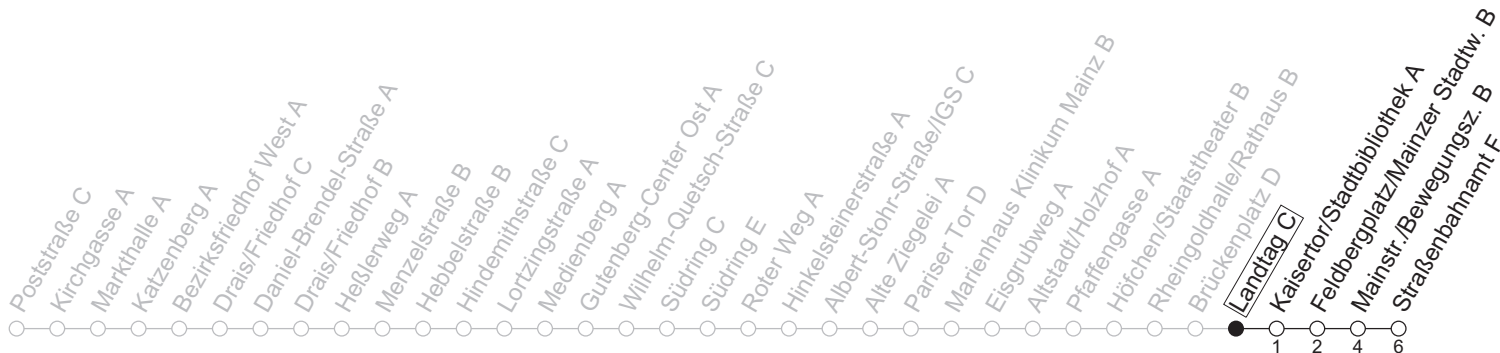 Poststraße C
Kirchgasse A
Markthalle A
Katzenberg A
Bezirksfriedhof West A
Drais/Friedhof C
Daniel-Brendel-Straße A
Drais/Friedhof B
Heßlerweg A
Menzelstraße B
Hebbelstraße B
Hindemithstraße C
Lortzingstraße A
Medienberg A
Gutenberg-Center Ost A
Wilhelm-Quetsch-Straße C
Südring C
Südring E
Roter Weg A
Hinkelsteinerstraße A
Albert-Stohr-Straße/IGS C
Alte Ziegelei A
Pariser Tor D
Marienhaus Klinikum Mainz B
Eisgrubweg A
Altstadt/Holzhof A
Pfaffengasse A
Höfchen/Staatstheater B
Rheingoldhalle/Rathaus B
Brückenplatz D
Landtag C
Kaisertor/Stadtbibliothek A
Feldbergplatz/Mainzer Stadtw. B
Mainstr./Bewegungsz. B
Straßenbahnamt F
1 2 4 6